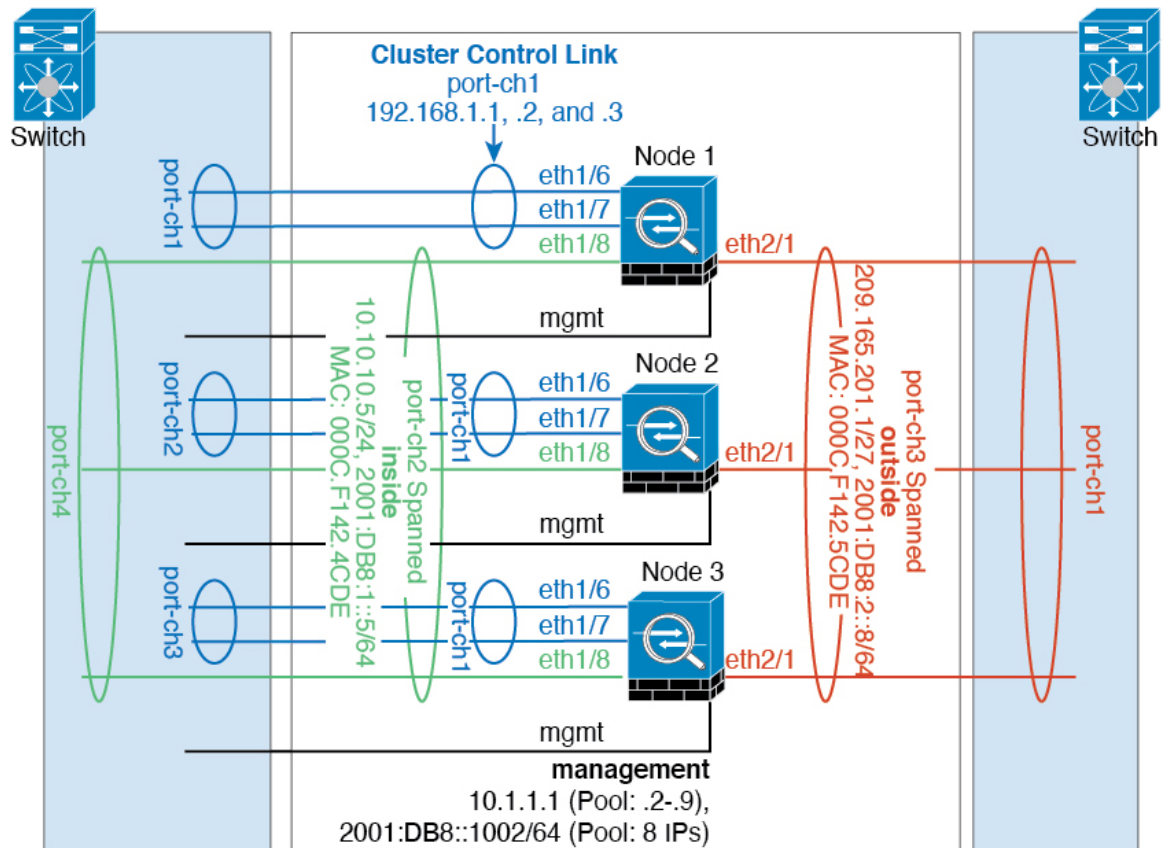 Cluster Control Link
port-ch1
192.168.1.1, .2, and .3
Switch
Switch
Node 1
port-ch1
eth1/6
eth1/7
eth1/8
eth2/1
mgmt
Node 2
port-ch2
port-ch1
eth1/6
eth1/7
eth1/8
eth2/1
mgmt
port-ch4
port-ch2 Spanned
inside
10.10.10.5/24, 2001:DB8:1::5/64
MAC: 000C.F142.4CDE
port-ch3 Spanned
outside
209.165.201.1/27, 2001:DB8:2::8/64
MAC: 000C.F142.5CDE
port-ch1
Node 3
port-ch3
port-ch1
eth1/6
eth1/7
eth1/8
eth2/1
mgmt
management
10.1.1.1 (Pool: .2-.9),
2001:DB8::1002/64 (Pool: 8 IPs)